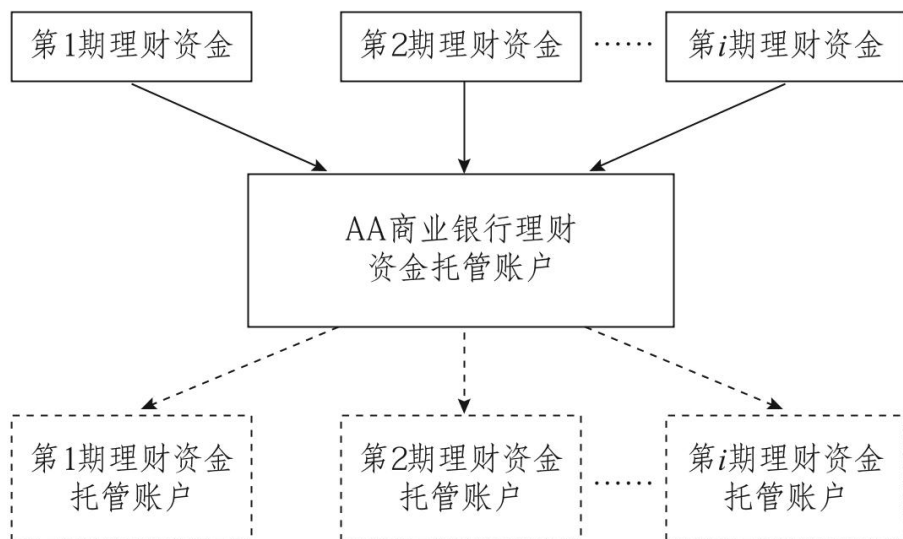 第1期理财资金
第2期理财资金
……
第i期理财资金
AA商业银行理财
资金托管账户
第1期理财资金
托管账户
第2期理财资金
托管账户
……
第i期理财资金
托管账户